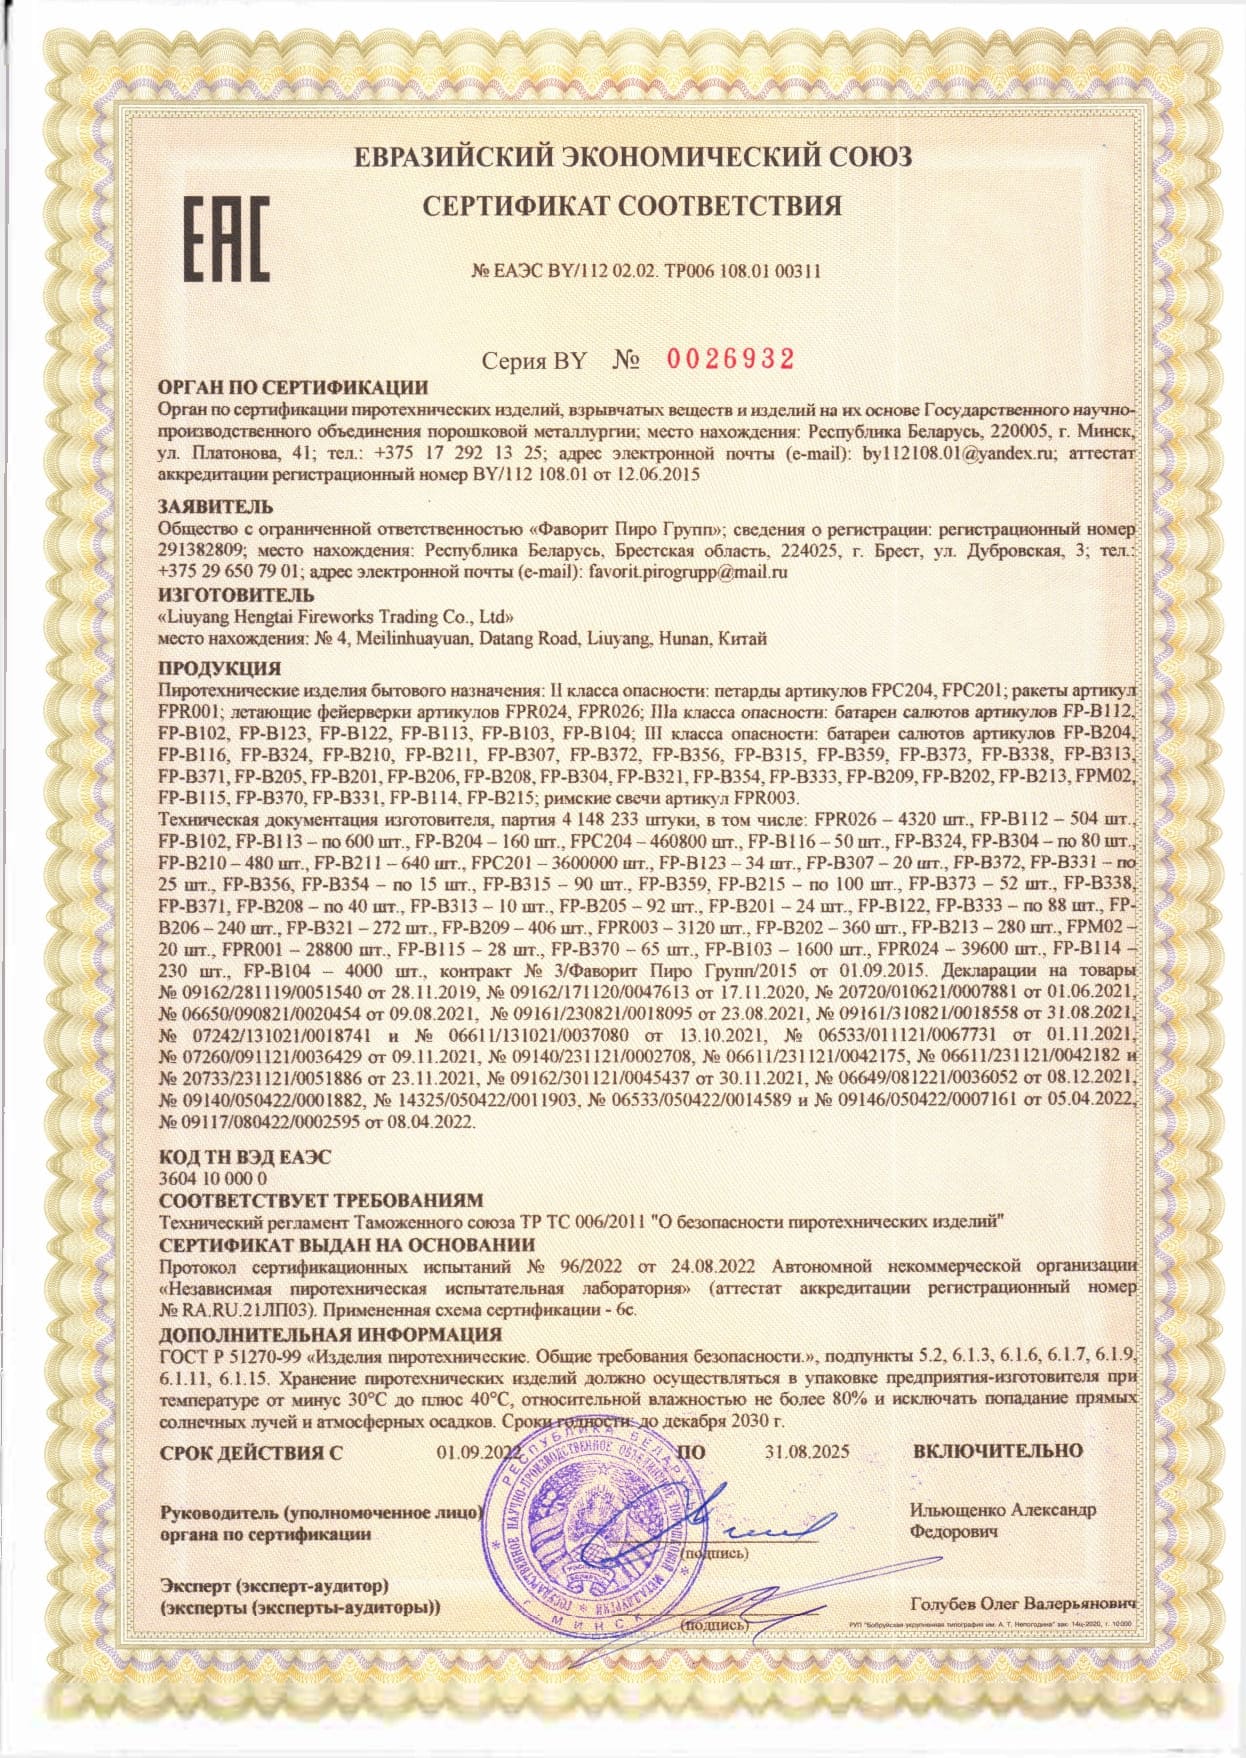 ЕВРАЗИЙСКИЙ ЭКОНОМИЧЕСКИЙ СОЮЗ
EAC
СЕРТИФИКАТ СООТВЕТСТВИЯ
№ ЕАЭС BY/112 02.02. ТР006 108.01 00311
Серия BY № 0026932
ОРГАН ПО СЕРТИФИКАЦИИ
Орган по сертификации пиротехнических изделий, взрывчатых веществ и изделий на их основе Государственного научно-
производственного объединения порошковой металлургии; место нахождения: Республика Беларусь, 220005, г. Минск,
ул. Платонова, 41; тел.: +375 17 292 13 25; адрес электронной почты (e-mail): by112108.01@yandex.ru; аттестат
аккредитации регистрационный номер BY/112 108.01 от 12.06.2015
ЗАЯВИТЕЛЬ
Общество с ограниченной ответственностью «Фаворит Пиро Групп»; сведения о регистрации: регистрационный номер
291382809; место нахождения: Республика Беларусь, Брестская область, 224025, г. Брест, ул. Дубровская, 3; тел.:
+375 29 650 79 01; адрес электронной почты (e-mail): favorit.pirogrupp@mail.ru
ИЗГОТОВИТЕЛЬ
«Liuyang Hengtai Fireworks Trading Co., Ltd»
место нахождения: № 4, Meilinhuayuan, Datang Road, Liuyang, Hunan, Китай
ПРОДУКЦИЯ
Пиротехнические изделия бытового назначения: II класса опасности: петарды артикулов FPC204, FPC201; ракеты артикул
FPR001; летающие фейерверки артикулов FPR024, FPR026; IIIa класса опасности: батареи салютов артикулов FP-B112,
FP-B102, FP-B123, FP-B122, FP-B113, FP-B103, FP-B104; III класса опасности: батареи салютов артикулов FP-B204,
FP-B116, FP-B324, FP-B210, FP-B211, FP-B307, FP-B372, FP-B356, FP-B315, FP-B359, FP-B373, FP-B338, FP-B313,
FP-B371, FP-B205, FP-B201, FP-B206, FP-B208, FP-B304, FP-B321, FP-B354, FP-B333, FP-B209, FP-B202, FP-B213, FPM02,
FP-B115, FP-B370, FP-B331, FP-B114, FP-B215; римские свечи артикул FPR003.
Техническая документация изготовителя, партия 4 148 233 штуки, в том числе: FPR026 – 4320 шт., FP-B112 – 504 шт.,
FP-B102, FP-B113 – по 600 шт., FP-B204 – 160 шт., FPC204 – 460800 шт., FP-B116 – 50 шт., FP-B324, FP-B304 – по 80 шт.,
FP-B210 – 480 шт., FP-B211 – 640 шт., FPC201 – 3600000 шт., FP-B123 – 34 шт., FP-B307 – 20 шт., FP-B372, FP-B331 – по
25 шт., FP-B356, FP-B354 – по 15 шт., FP-B315 – 90 шт., FP-B359, FP-B215 – по 100 шт., FP-B373 – 52 шт., FP-B338,
FP-B371, FP-B208 – по 40 шт., FP-B313 – 10 шт., FP-B205 – 92 шт., FP-B201 – 24 шт., FP-B122, FP-B333 – по 88 шт., FP-
B206 – 240 шт., FP-B321 – 272 шт., FP-B209 – 406 шт., FPR003 – 3120 шт., FP-B202 – 360 шт., FP-B213 – 280 шт., FPM02 –
20 шт., FPR001 – 28800 шт., FP-B115 – 28 шт., FP-B370 – 65 шт., FP-B103 – 1600 шт., FPR024 – 39600 шт., FP-B114 –
230 шт., FP-B104 – 4000 шт., контракт № 3/Фаворит Пиро Групп/2015 от 01.09.2015. Декларации на товары
№ 09162/281119/0051540 от 28.11.2019, № 09162/171120/0047613 от 17.11.2020, № 20720/010621/0007881 от 01.06.2021,
№ 06650/090821/0020454 от 09.08.2021, № 09161/230821/0018095 от 23.08.2021, № 09161/310821/0018558 от 31.08.2021,
№ 07242/131021/0018741 и № 06611/131021/0037080 от 13.10.2021, № 06533/011121/0067731 от 01.11.2021,
№ 07260/091121/0036429 от 09.11.2021, № 09140/231121/0002708, № 06611/231121/0042175, № 06611/231121/0042182 и
№ 20733/231121/0051886 от 23.11.2021, № 09162/301121/0045437 от 30.11.2021, № 06649/081221/0036052 от 08.12.2021,
№ 09140/050422/0001882, № 14325/050422/0011903, № 06533/050422/0014589 и № 09146/050422/0007161 от 05.04.2022,
№ 09117/080422/0002595 от 08.04.2022.
КОД ТН ВЭД ЕАЭС
3604 10 000 0
СООТВЕТСТВУЕТ ТРЕБОВАНИЯМ
Технический регламент Таможенного союза ТР ТС 006/2011 "О безопасности пиротехнических изделий"
СЕРТИФИКАТ ВЫДАН НА ОСНОВАНИИ
Протокол сертификационных испытаний № 96/2022 от 24.08.2022 Автономной некоммерческой организации
«Независимая пиротехническая испытательная лаборатория» (аттестат аккредитации регистрационный номер
№ RA.RU.21ЛП03). Примененная схема сертификации - 6с.
ДОПОЛНИТЕЛЬНАЯ ИНФОРМАЦИЯ
ГОСТ Р 51270-99 «Изделия пиротехнические. Общие требования безопасности.», подпункты 5.2, 6.1.3, 6.1.6, 6.1.7, 6.1.9,
6.1.11, 6.1.15. Хранение пиротехнических изделий должно осуществляться в упаковке предприятия-изготовителя при
температуре от минус 30°С до плюс 40°С, относительной влажностью не более 80% и исключать попадание прямых
солнечных лучей и атмосферных осадков. Сроки годности: до декабря 2030 г.
СРОК ДЕЙСТВИЯ С 01.09.2022 ПО 31.08.2025 ВКЛЮЧИТЕЛЬНО
РЕСПУБЛИКА БЕЛАРУСЬ
ГОСУДАРСТВЕННОЕ НАУЧНО-ПРОИЗВОДСТВЕННОЕ ОБЪЕДИНЕНИЕ ПОРОШКОВОЙ МЕТАЛЛУРГИИ
Г. МИНСК
Руководитель (уполномоченное лицо)
органа по сертификации
(подпись)
Ильющенко Александр
Федорович
Эксперт (эксперт-аудитор)
(эксперты (эксперты-аудиторы))
(подпись)
Голубев Олег Валерьянович
РУП "Бобруйская укрупненная типография им. А. Т. Непогодина" зак. 14ц-2020, т. 10 000